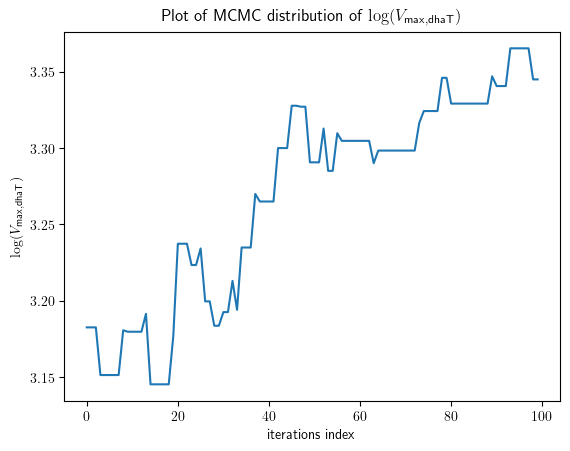 Plot of MCMC distribution of log(V_max,dhaT)
log(V_max,dhaT)
3.35
3.30
3.25
3.20
3.15
0 20 40 60 80 100
iterations index